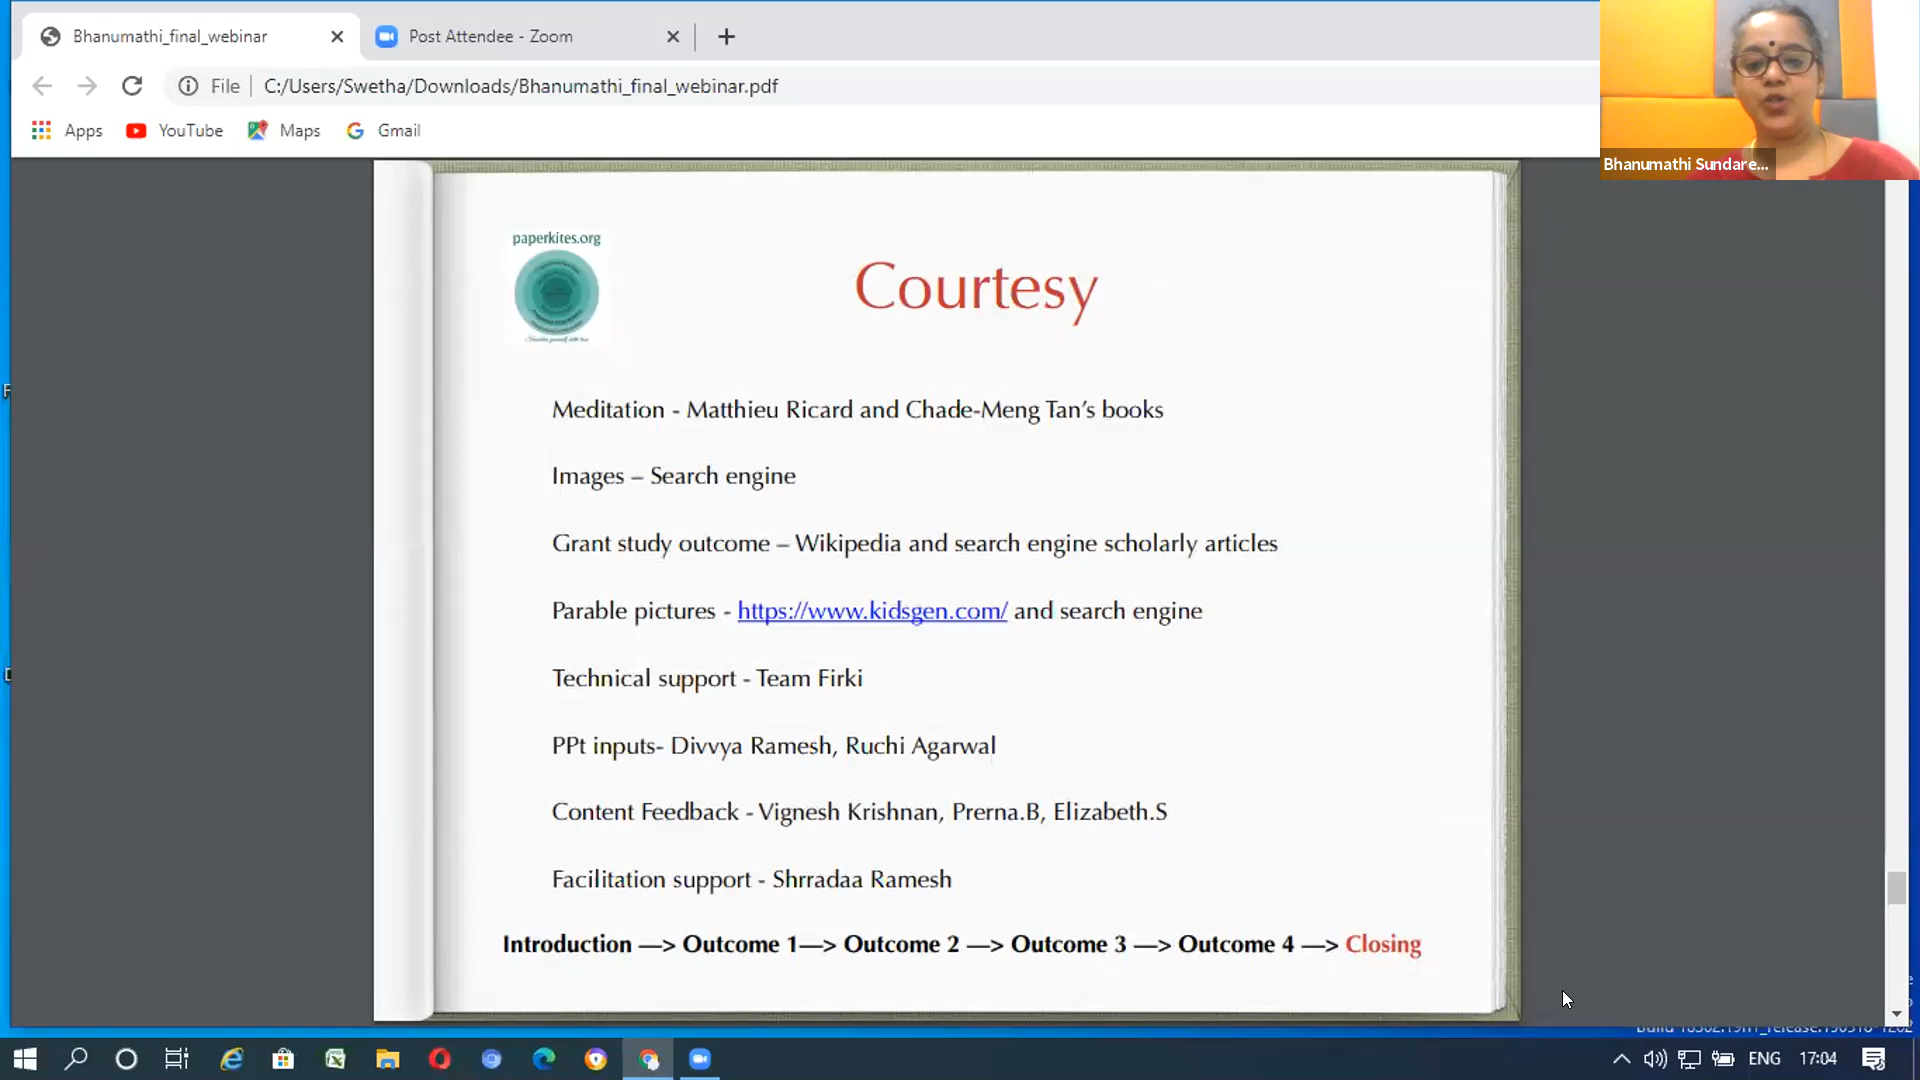 Bhanumathi_final_webinar
Post Attendee - Zoom
File
C:/Users/Swetha/Downloads/Bhanumathi_final_webinar.pdf
Apps
YouTube
Maps
Gmail
Bhanumathi Sundare...
paperkites.org
Courtesy
Meditation - Matthieu Ricard and Chade-Meng Tan's books
Images – Search engine
Grant study outcome – Wikipedia and search engine scholarly articles
Parable pictures - https://www.kidsgen.com/ and search engine
Technical support - Team Firki
PPt inputs- Divvya Ramesh, Ruchi Agarwal
Content Feedback - Vignesh Krishnan, Prerna.B, Elizabeth.S
Facilitation support - Shrradaa Ramesh
Introduction —> Outcome 1—> Outcome 2 —> Outcome 3 —> Outcome 4 —> Closing
ENG
17:04